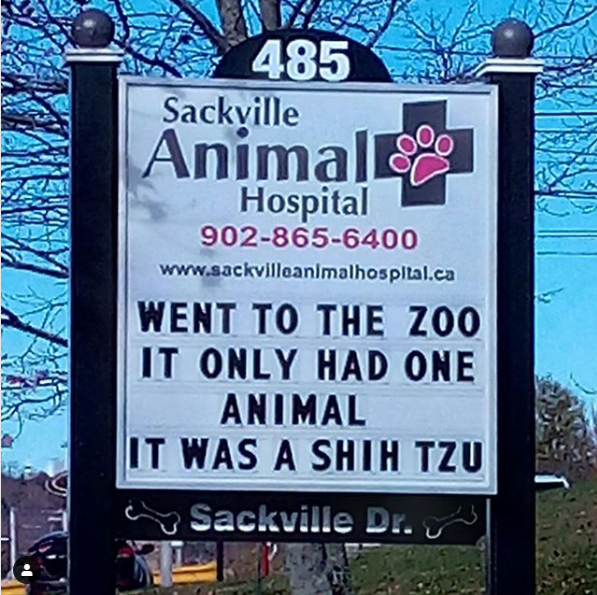 485
Sackville
Animal
Hospital
902-865-6400
www.sackvilleanimalhospital.ca
WENT TO THE ZOO
IT ONLY HAD ONE
ANIMAL
IT WAS A SHIH TZU
Sackville Dr.